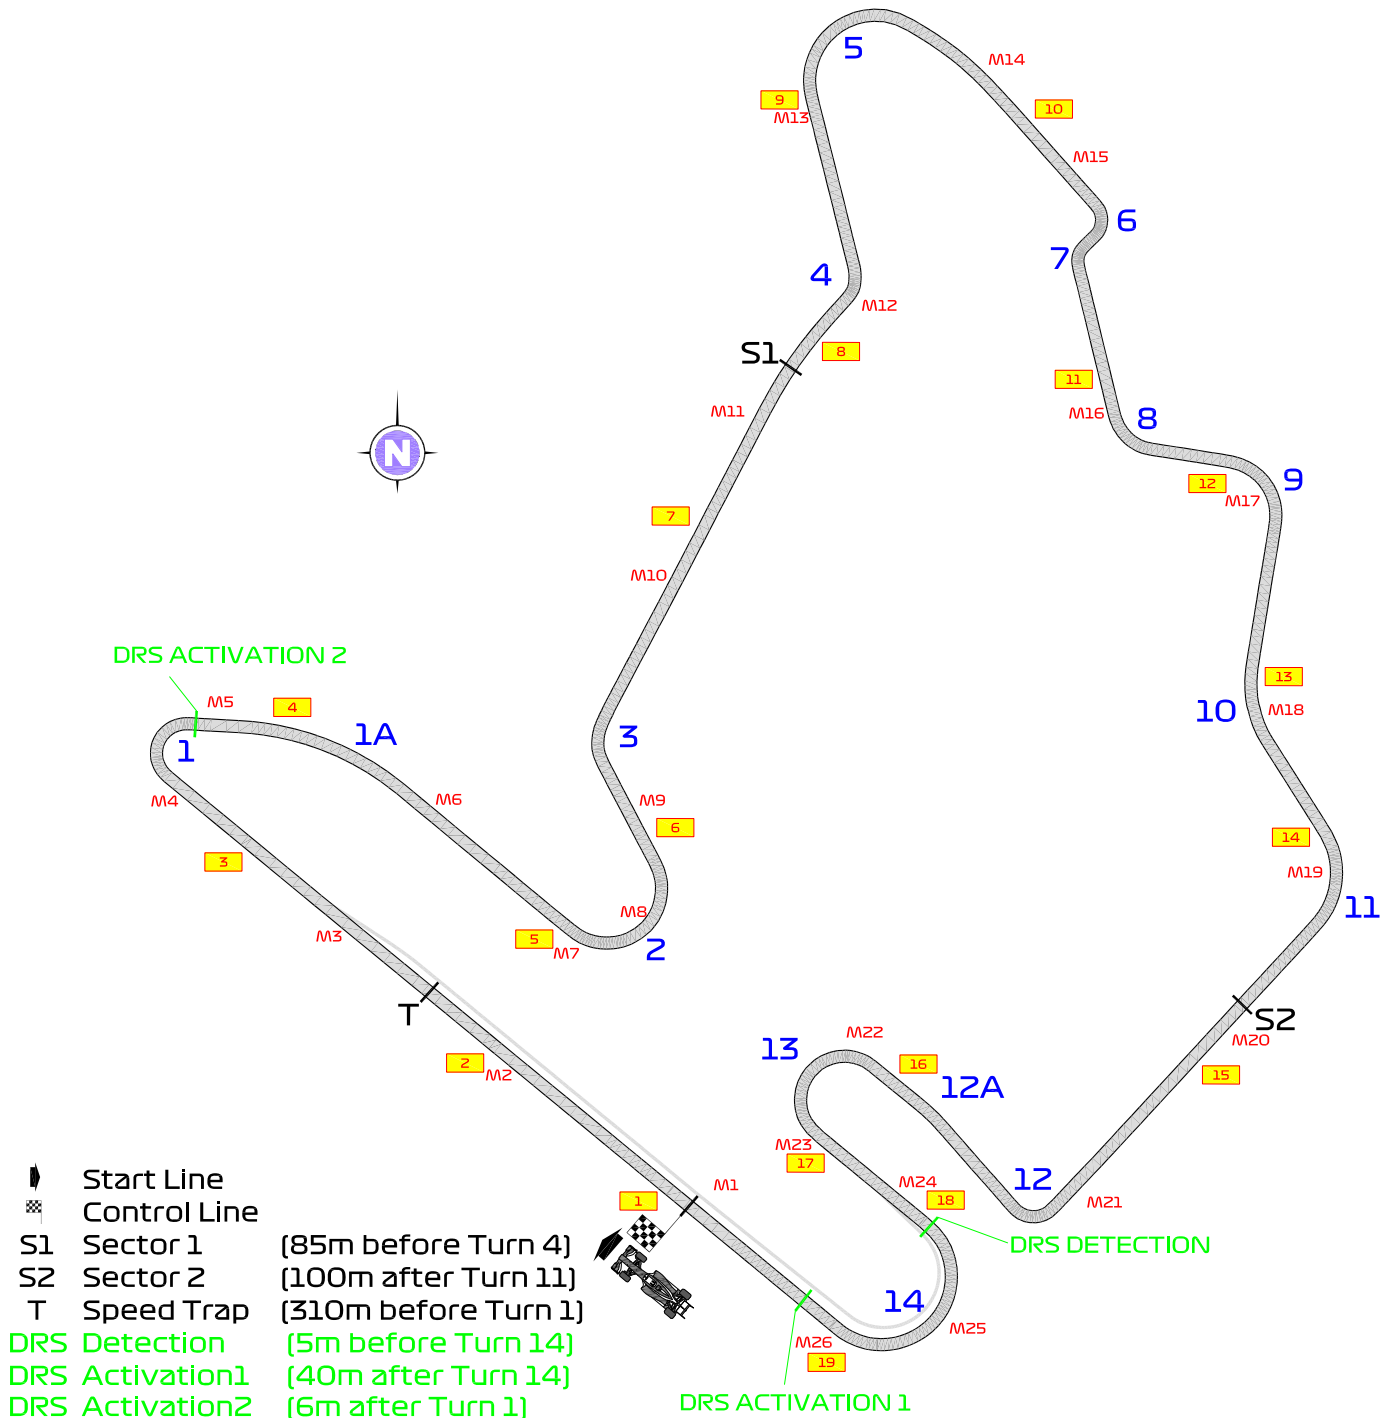 5
M14
9
10
M13
M15
6
7
4
M12
S1
8
11
M11
M16
8
N
9
12
M17
7
M10
DRS ACTIVATION 2
13
M5
4
M18
10
1A
3
1
M4
M6
M9
6
14
3
M19
11
M8
M3
5
M7
2
T
S2
M20
13
M22
16
2
M2
15
12A
M23
17
Start Line
M1
M24
12
1
18
M21
Control Line
S1 Sector 1 (85m before Turn 4)
DRS DETECTION
S2 Sector 2 (100m after Turn 11)
T Speed Trap (310m before Turn 1)
14
M25
DRS Detection (5m before Turn 14)
M26
19
DRS Activation1 (40m after Turn 14)
DRS ACTIVATION 1
DRS Activation2 (6m after Turn 1)